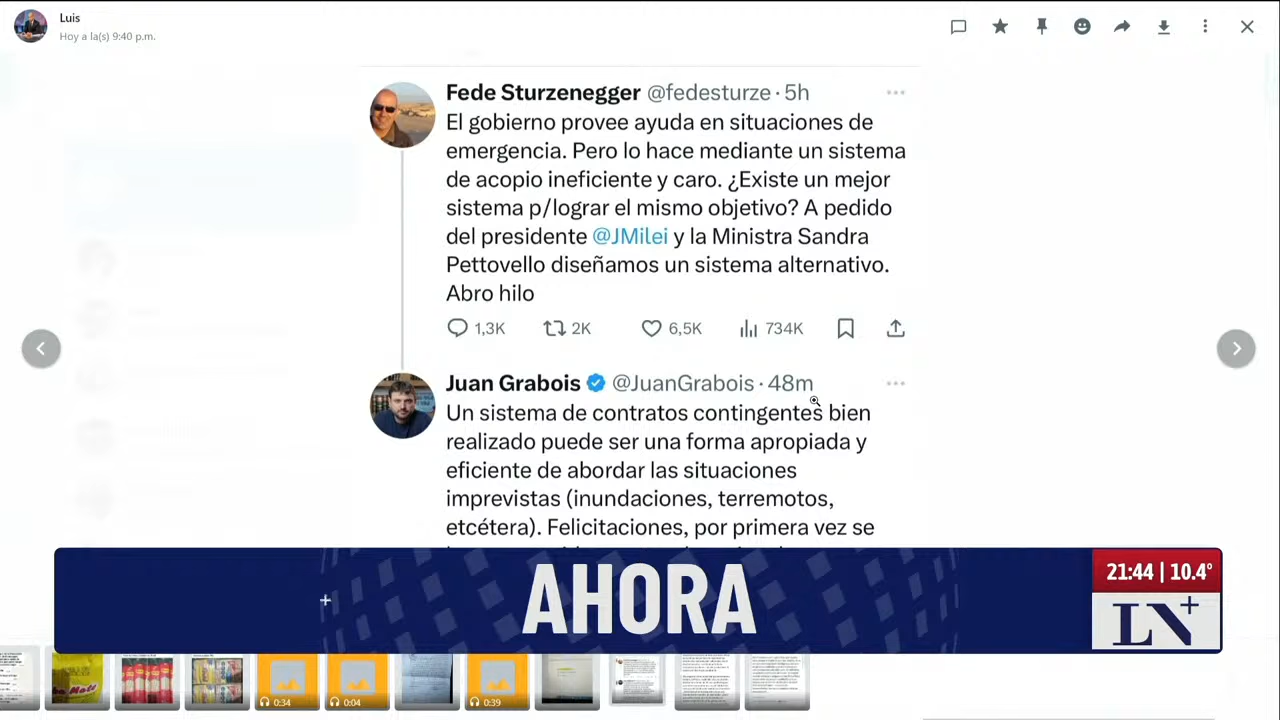 Luis
Hoy a la(s) 9:40 p.m.
Fede Sturzenegger @fedesturze · 5h
El gobierno provee ayuda en situaciones de
emergencia. Pero lo hace mediante un sistema
de acopio ineficiente y caro. ¿Existe un mejor
sistema p/lograr el mismo objetivo? A pedido
del presidente @JMilei y la Ministra Sandra
Pettovello diseñamos un sistema alternativo.
Abro hilo
1,3K 2K 6,5K 734K
Juan Grabois @JuanGrabois · 48m
Un sistema de contratos contingentes bien
realizado puede ser una forma apropiada y
eficiente de abordar las situaciones
imprevistas (inundaciones, terremotos,
etcétera). Felicitaciones, por primera vez se
AHORA
21:44 | 10.4°
LN+
0:04
0:39